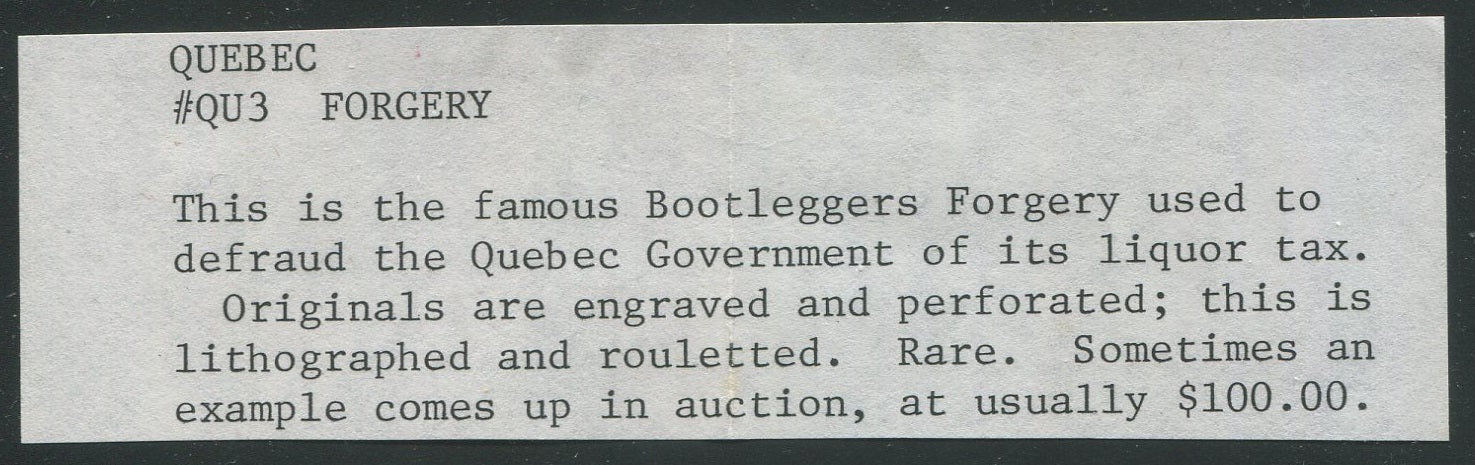 QUEBEC
#QU3 FORGERY
This is the famous Bootleggers Forgery used to
defraud the Quebec Government of its liquor tax.
Originals are engraved and perforated; this is
lithographed and rouletted. Rare. Sometimes an
example comes up in auction, at usually $100.00.